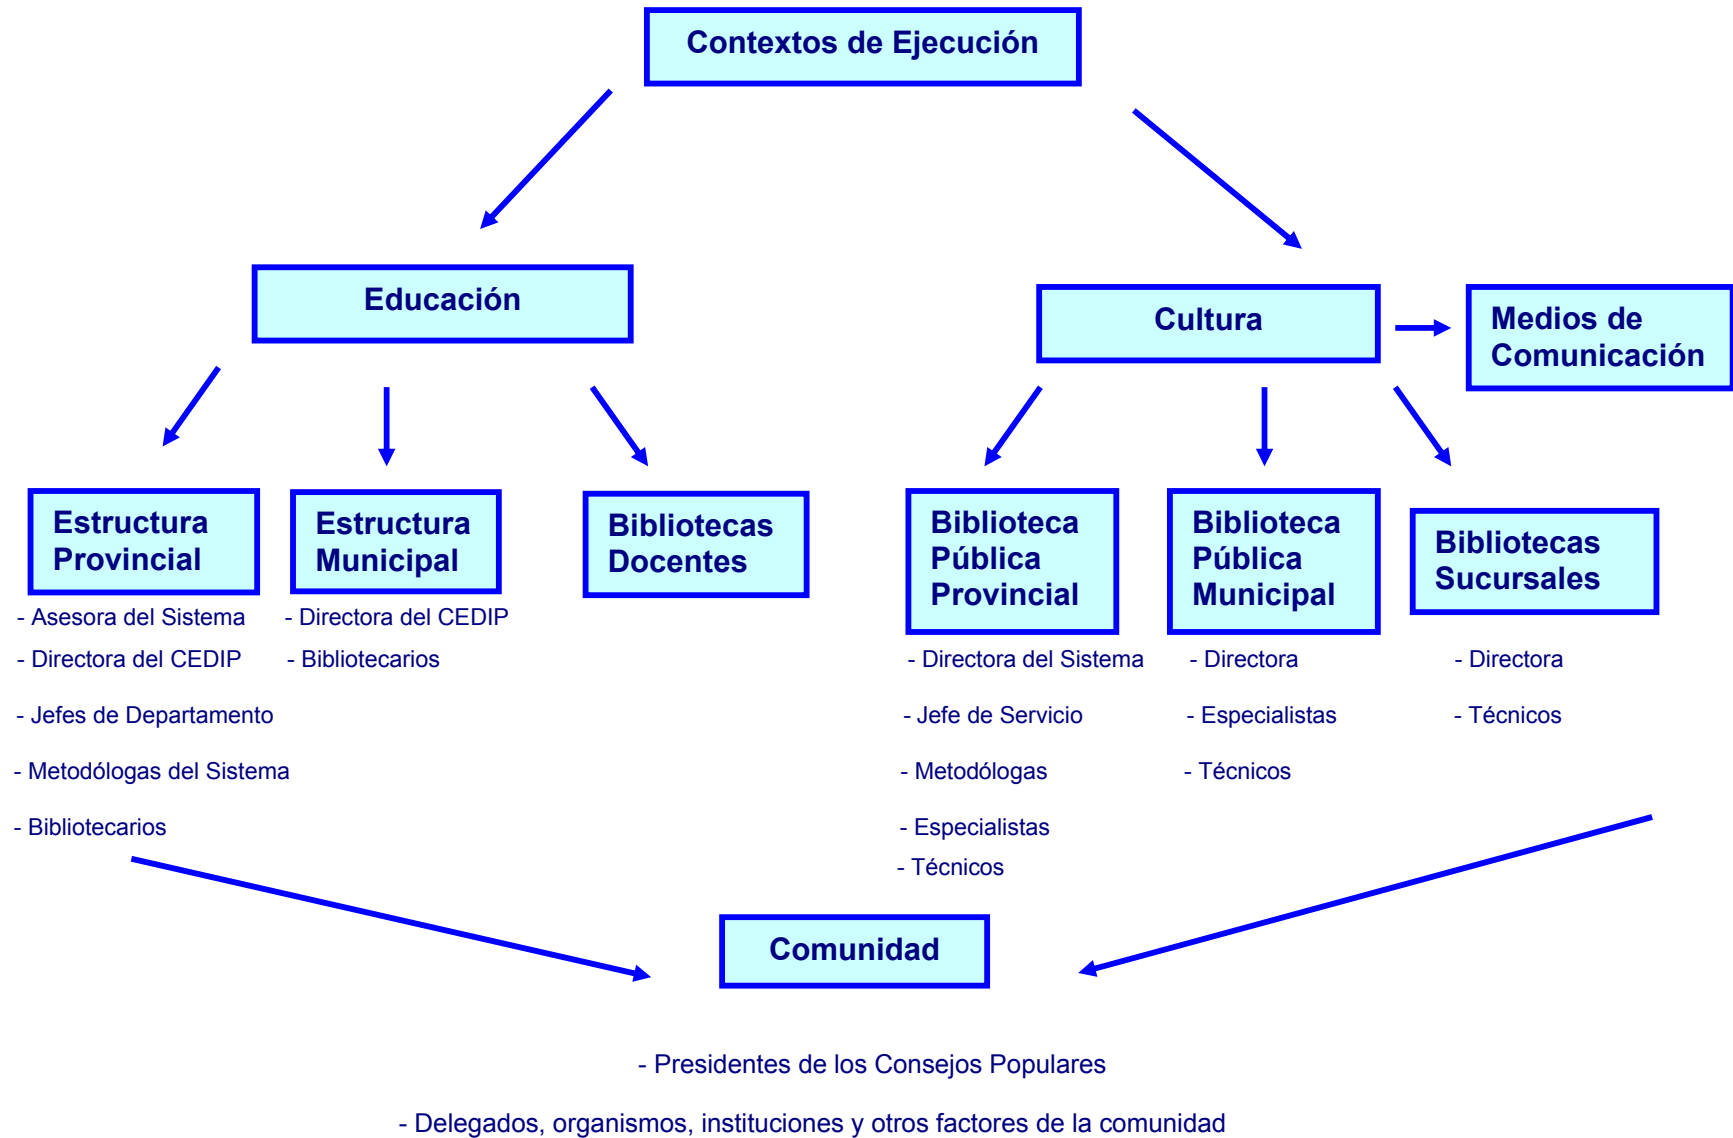 Contextos de Ejecución
Educación
Cultura
Medios de
Comunicación
Estructura
Provincial
Estructura
Municipal
Bibliotecas
Docentes
Biblioteca
Pública
Provincial
Biblioteca
Pública
Municipal
Bibliotecas
Sucursales
- Asesora del Sistema
- Directora del CEDIP
- Jefes de Departamento
- Metodólogas del Sistema
- Bibliotecarios
- Directora del CEDIP
- Bibliotecarios
- Directora del Sistema
- Jefe de Servicio
- Metodólogas
- Especialistas
- Técnicos
- Directora
- Especialistas
- Técnicos
- Directora
- Técnicos
Comunidad
- Presidentes de los Consejos Populares
- Delegados, organismos, instituciones y otros factores de la comunidad